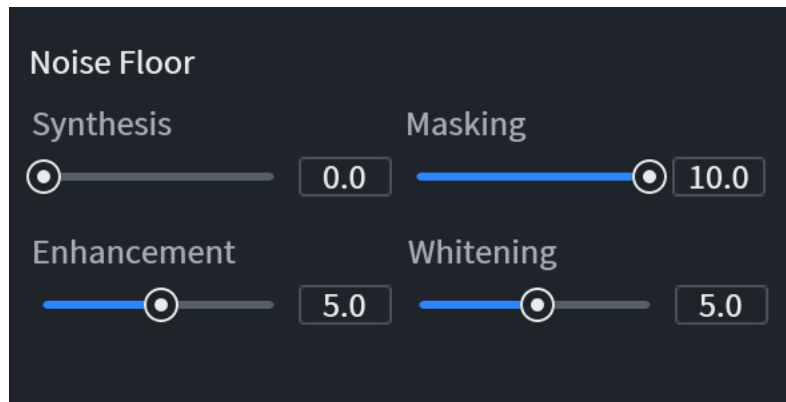 Noise Floor
Synthesis Masking
0.0 10.0
Enhancement Whitening
5.0 5.0